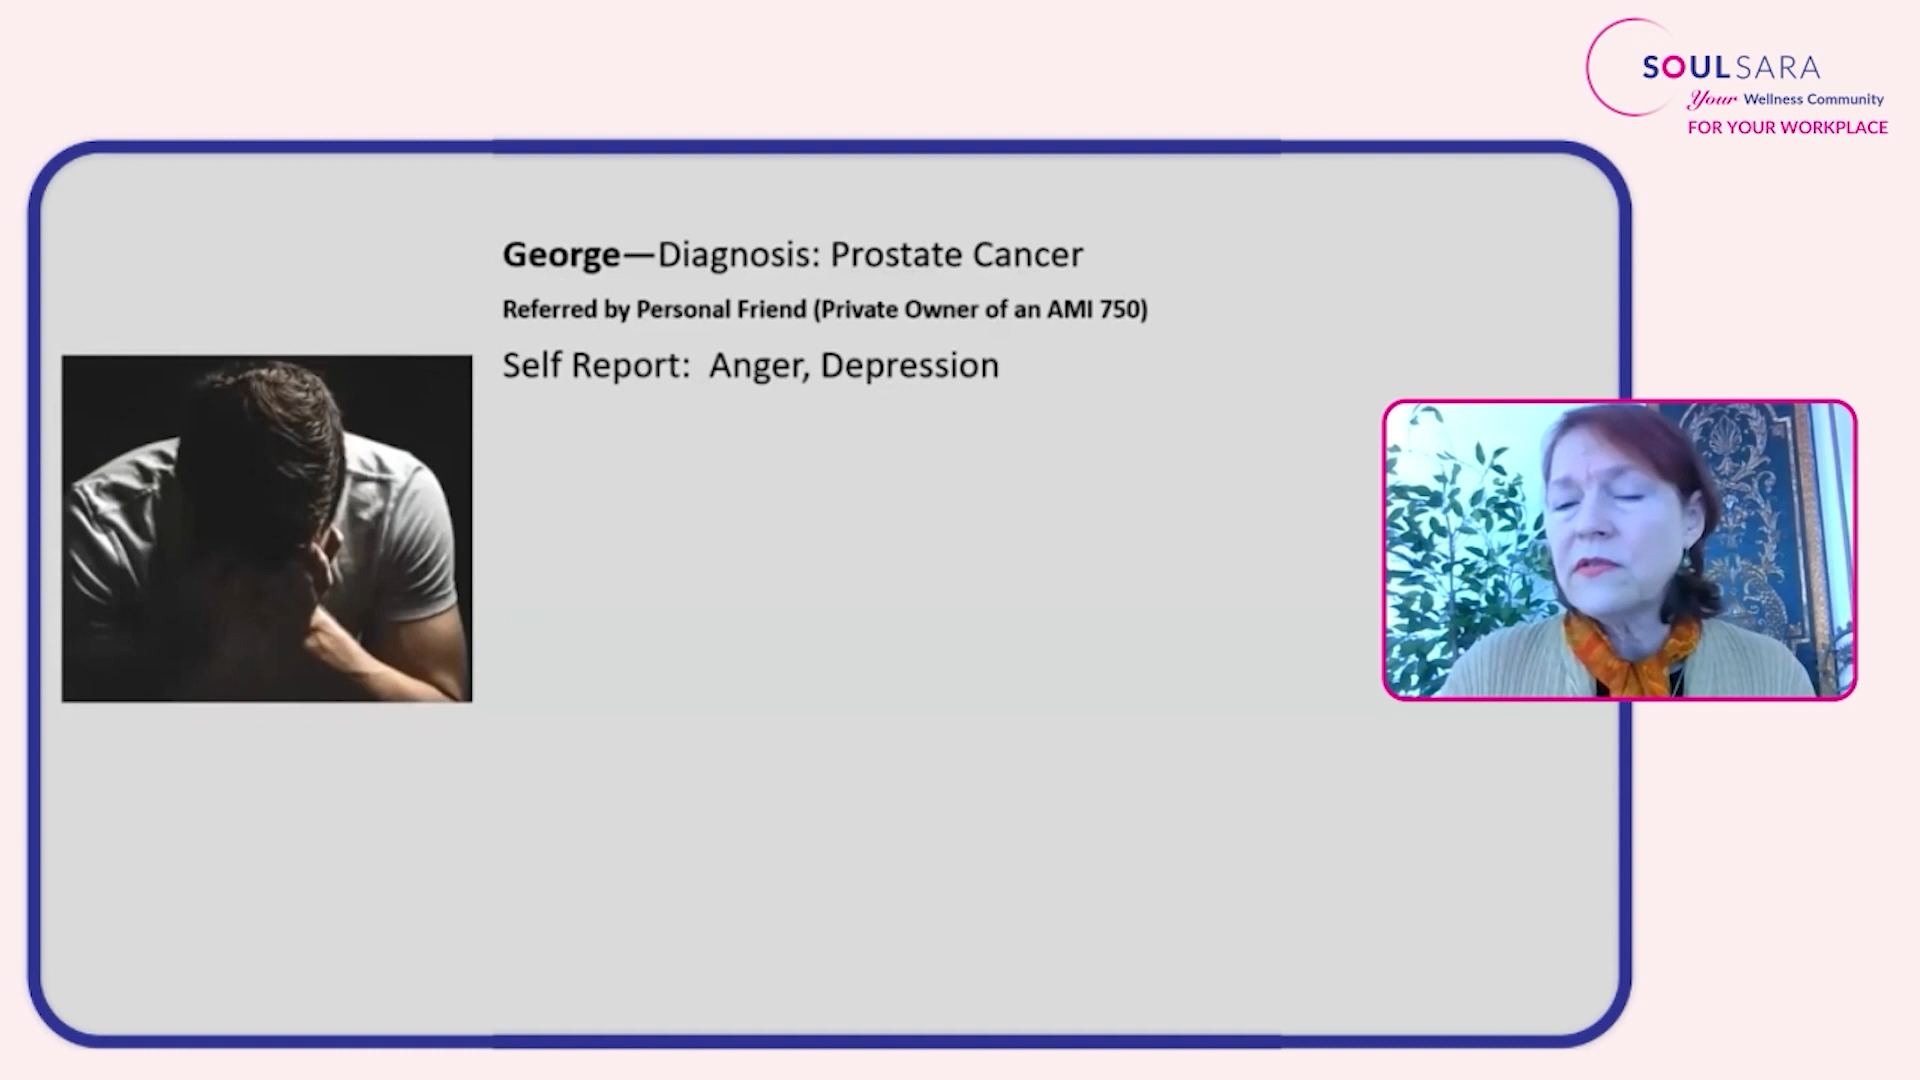 SOULSARA
Your Wellness Community
FOR YOUR WORKPLACE
George—Diagnosis: Prostate Cancer
Referred by Personal Friend (Private Owner of an AMI 750)
Self Report: Anger, Depression